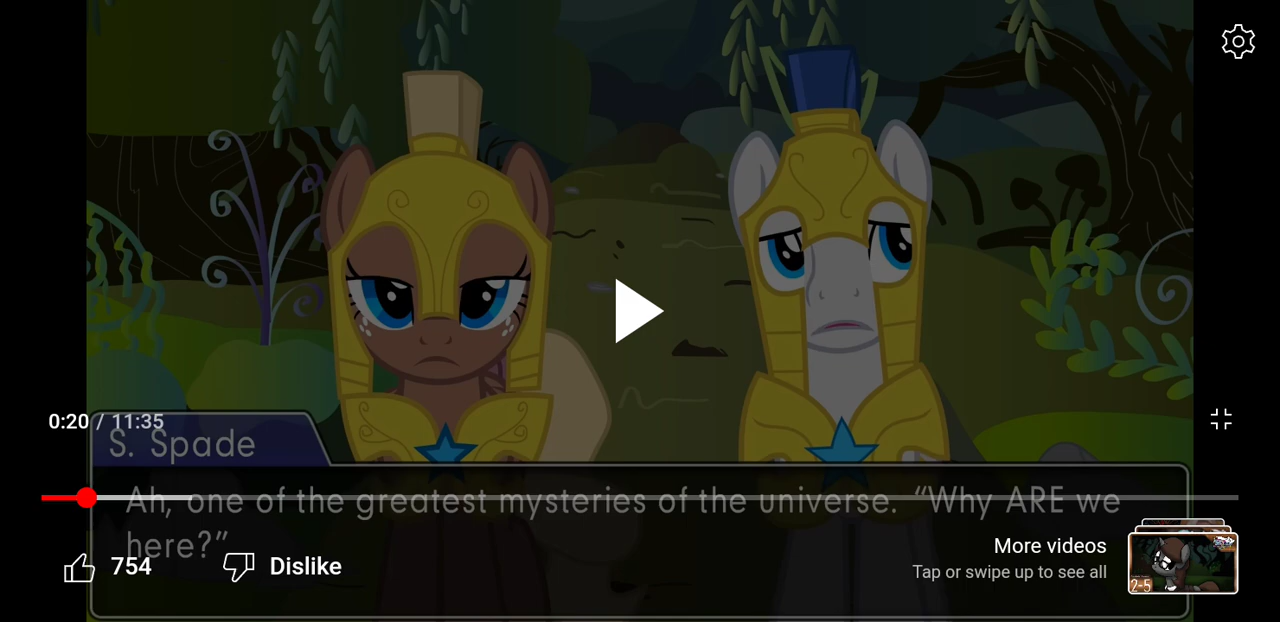 0:20 / 11:35
S. Spade
Ah, one of the greatest mysteries of the universe. “Why ARE we
here?”
754
Dislike
More videos
Tap or swipe up to see all
2-5